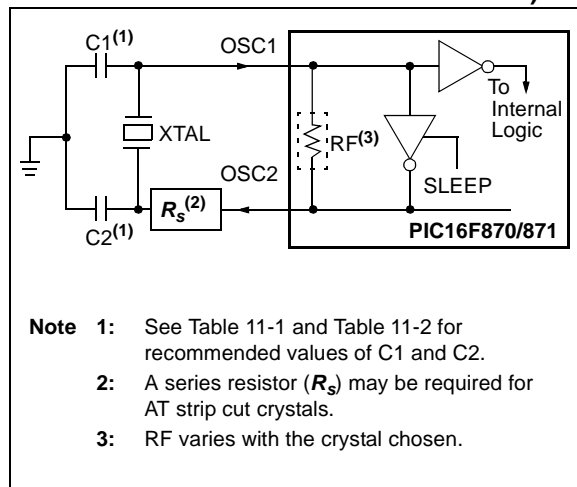 C1(1)
OSC1
To
Internal
Logic
XTAL
RF(3)
OSC2
SLEEP
C2(1)
Rs(2)
PIC16F870/871
Note 1: See Table 11-1 and Table 11-2 for
recommended values of C1 and C2.
2: A series resistor (Rs) may be required for
AT strip cut crystals.
3: RF varies with the crystal chosen.